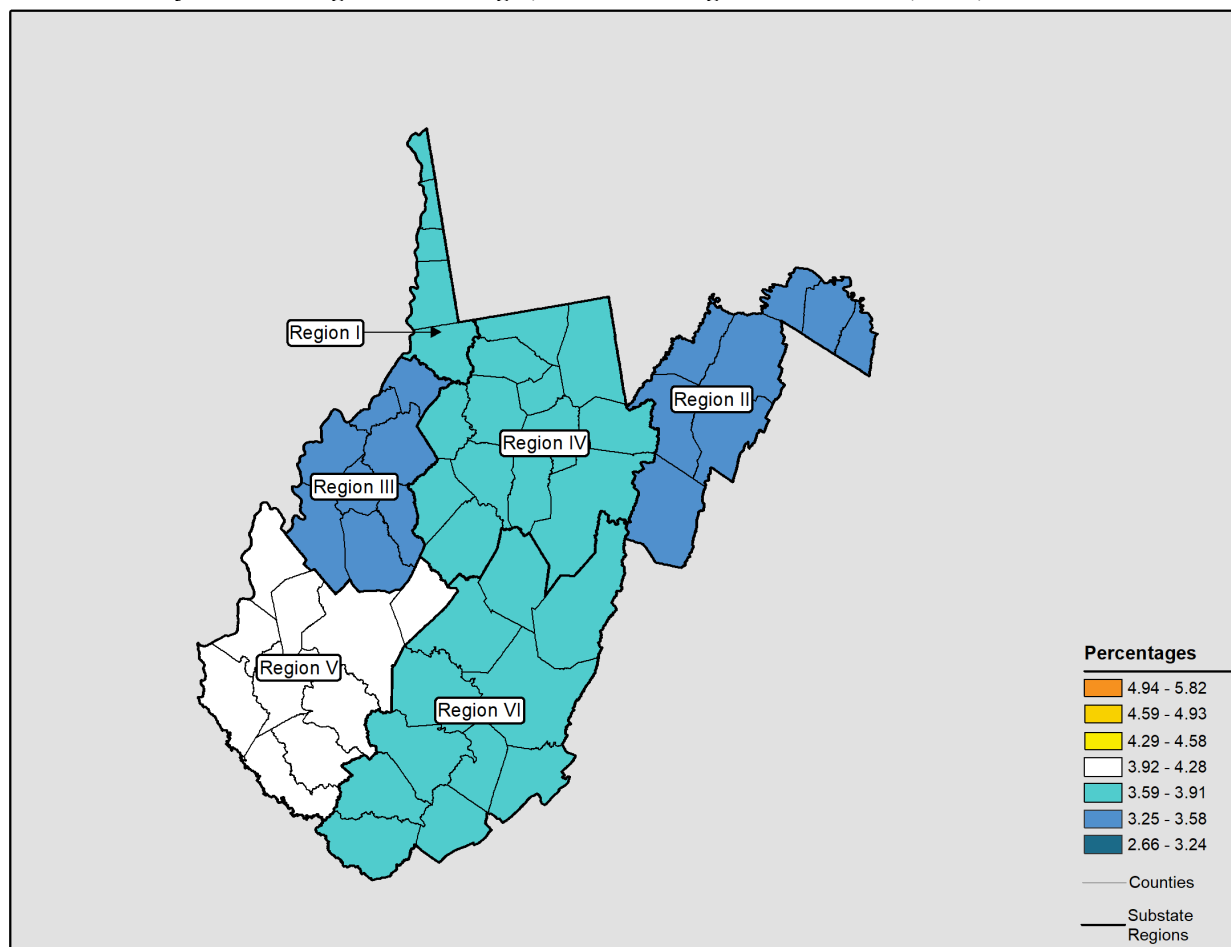 Region I
Region II
Region IV
Region III
Region V
Region VI
Percentages
4.94 - 5.82
4.59 - 4.93
4.29 - 4.58
3.92 - 4.28
3.59 - 3.91
3.25 - 3.58
2.66 - 3.24
Counties
Substate
Regions